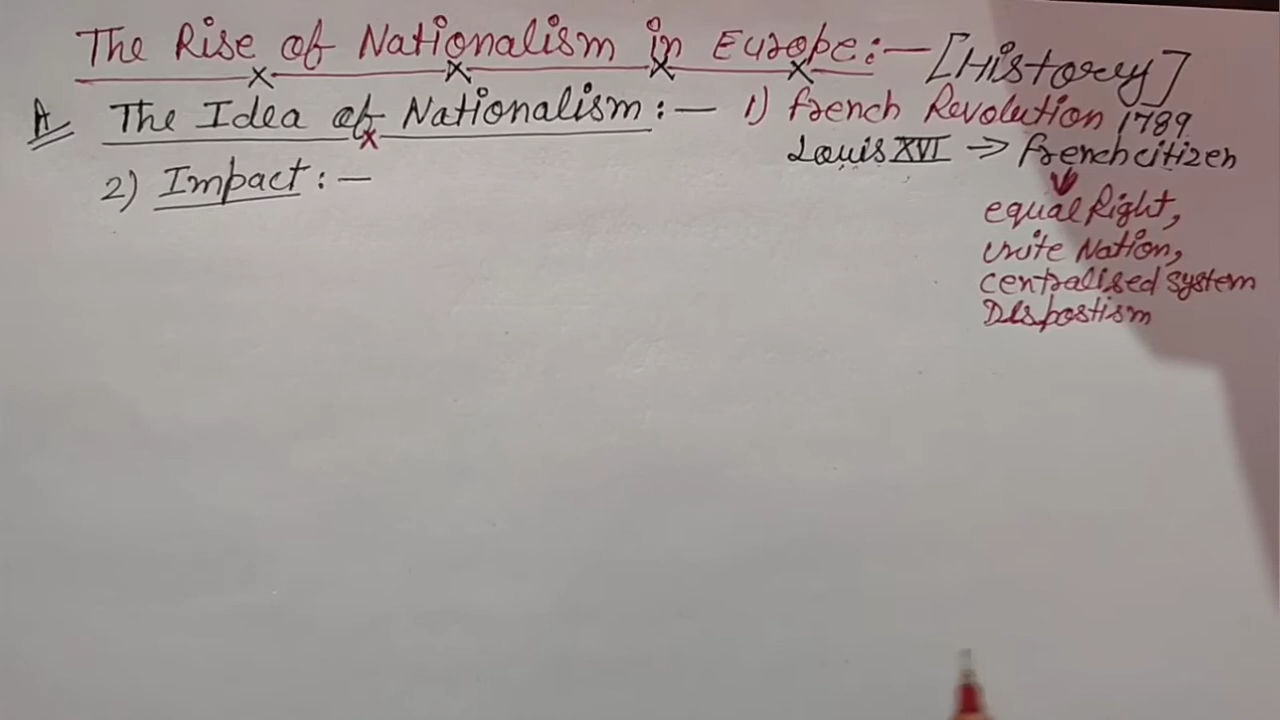 The Rise of Nationalism in Europe:— [History]
A The Idea of Nationalism:— 1) French Revolution 1789
Louis XVI → French citizen
2) Impact:—
equal Right,
unite Nation,
centralised system
Despostism